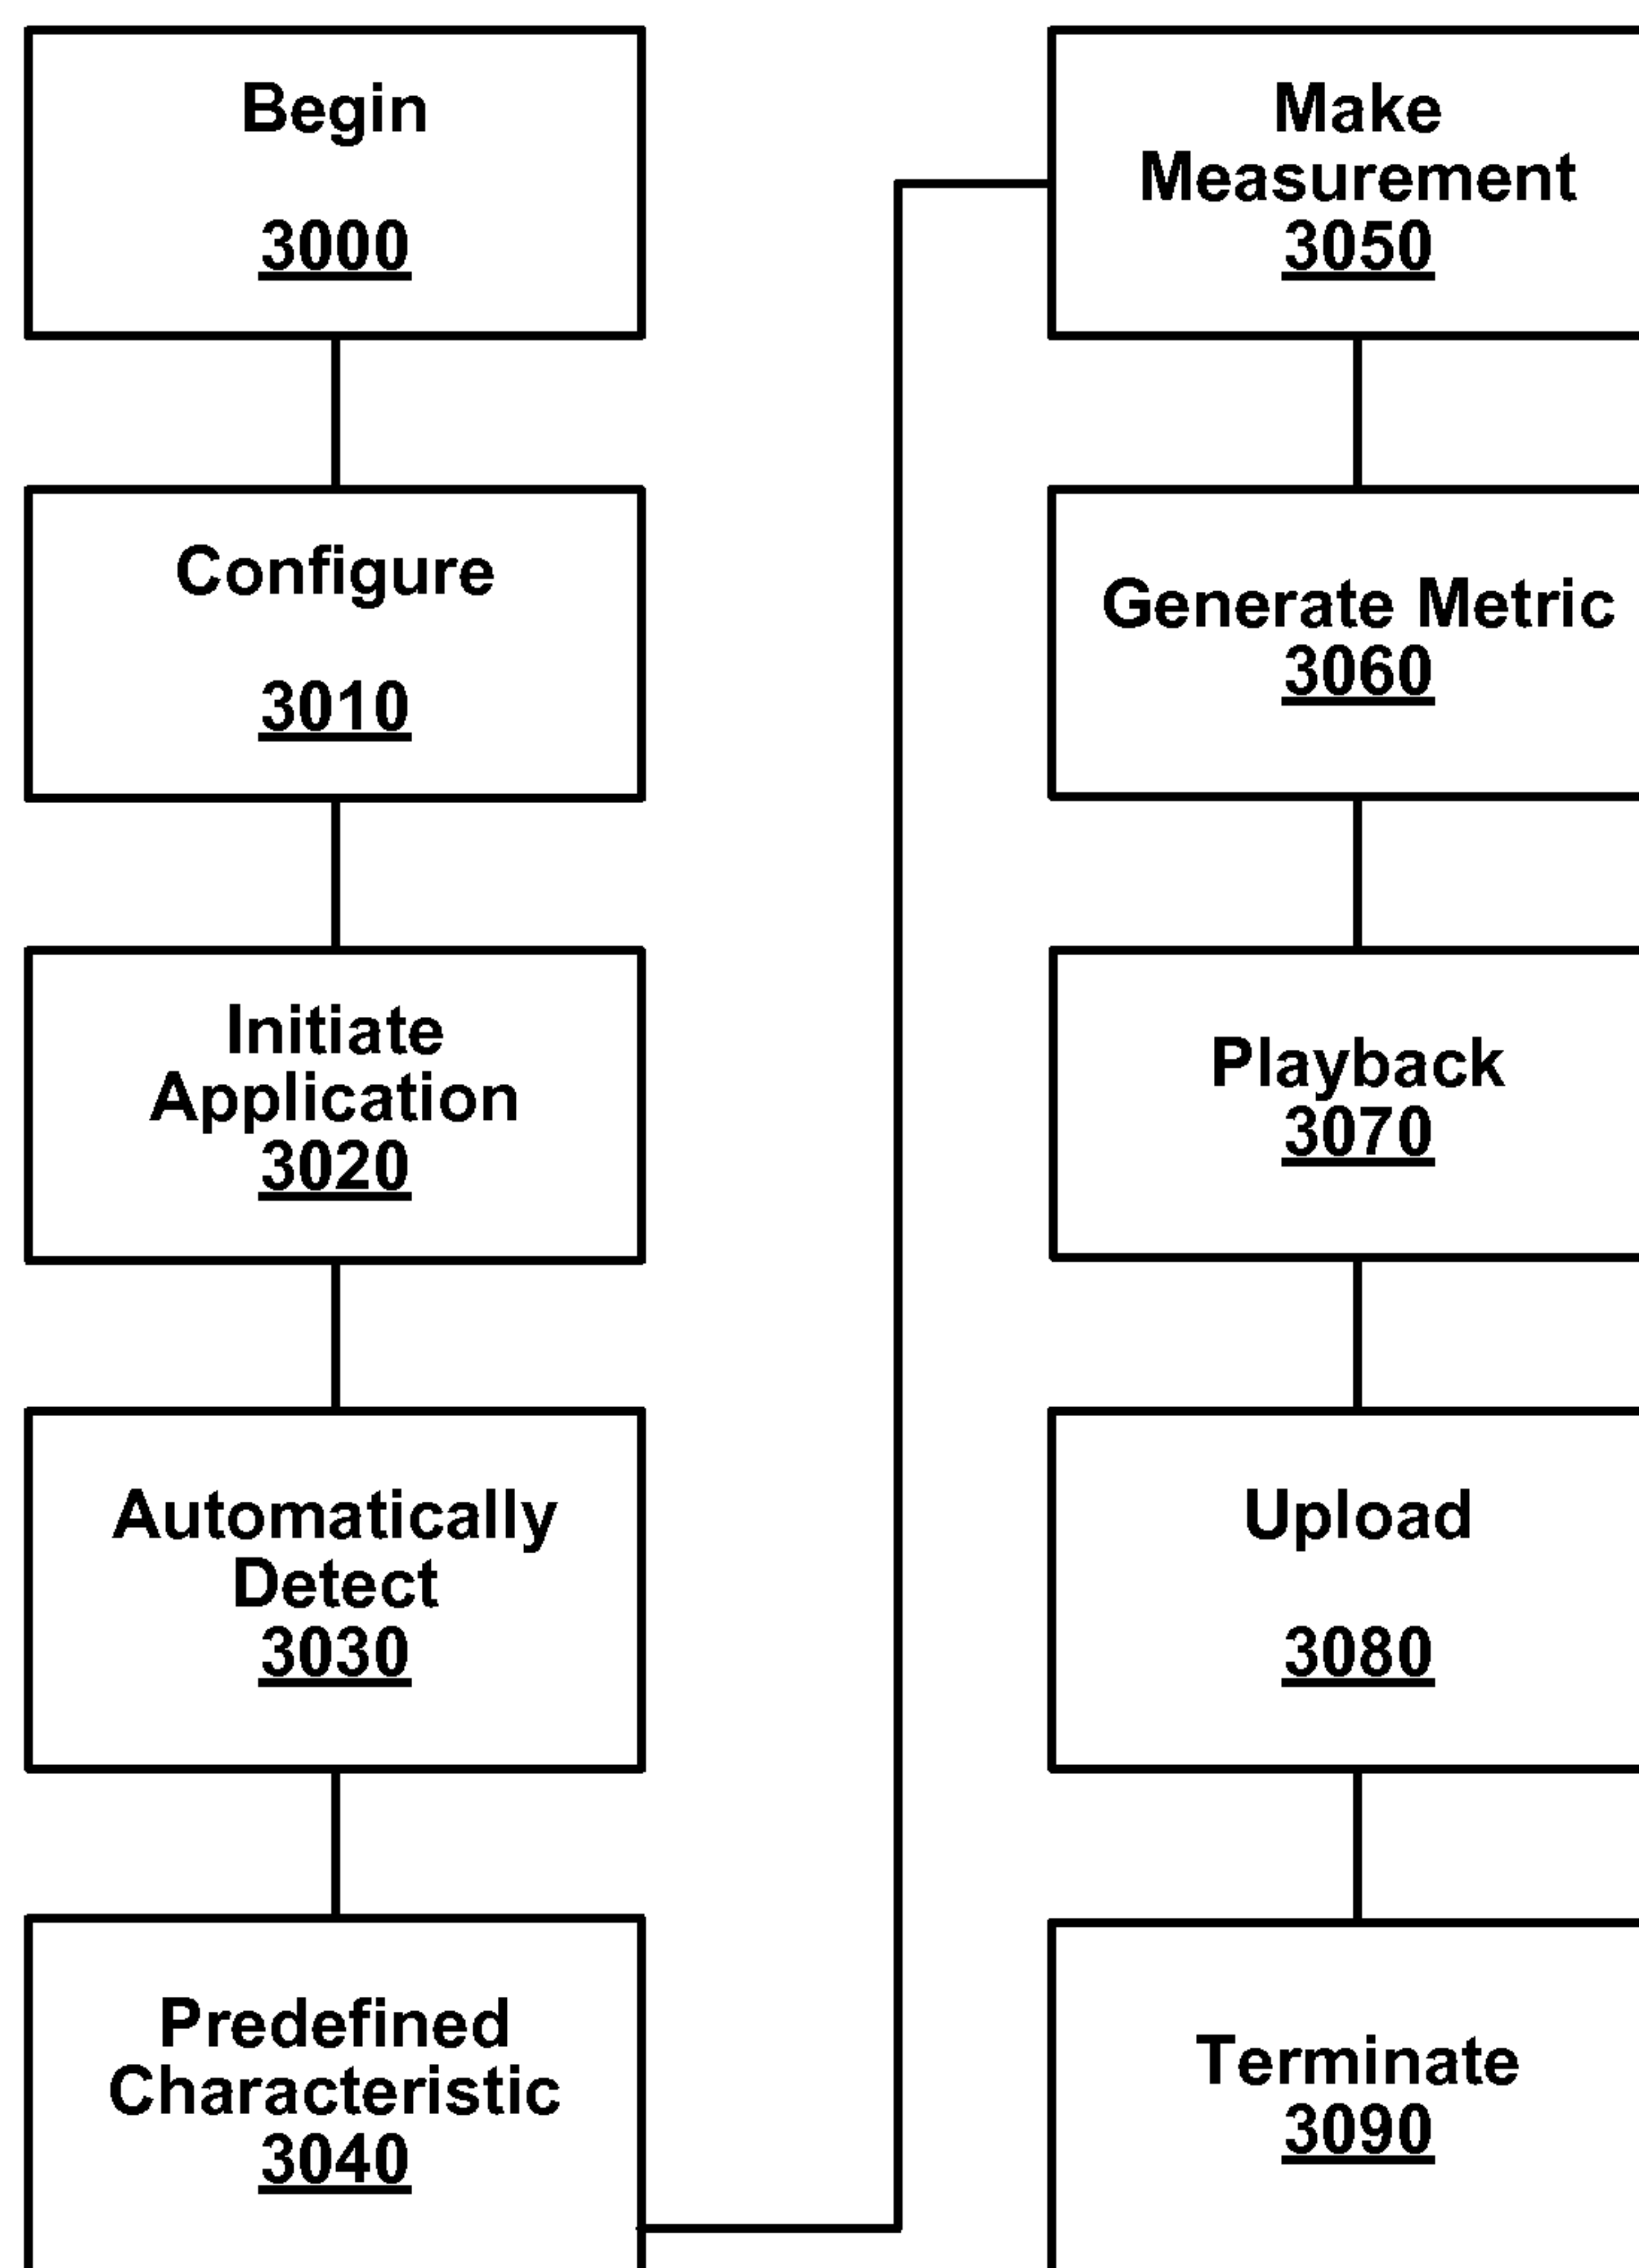 Begin
3000
Configure
3010
Initiate
Application
3020
Automatically
Detect
3030
Predefined
Characteristic
3040
Make
Measurement
3050
Generate Metric
3060
Playback
3070
Upload
3080
Terminate
3090